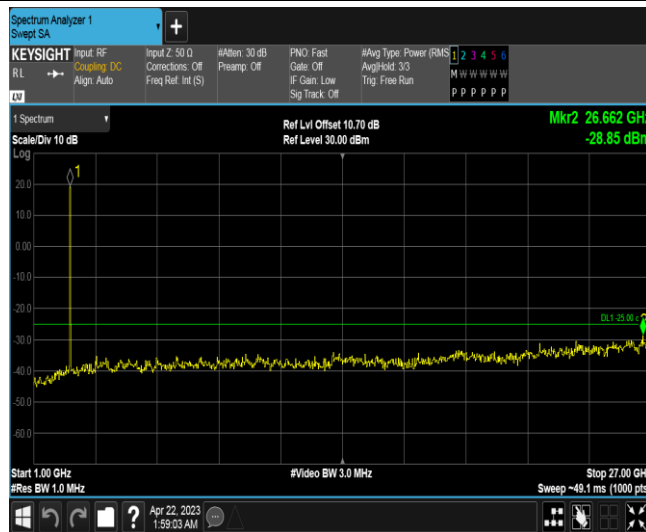 Spectrum Analyzer 1
Swept SA
+
KEYSIGHT
RL
LXI
Input: RF
Coupling: DC
Align: Auto
Input Z: 50 Ω
Corrections: Off
Freq Ref: Int (S)
#Atten: 30 dB
Preamp: Off
PNO: Fast
Gate: Off
IF Gain: Low
Sig Track: Off
#Avg Type: Power (RMS
Avg|Hold: 3/3
Trig: Free Run
1 2 3 4 5 6
M W W W W W
P P P P P P
1 Spectrum
Scale/Div 10 dB
Ref Lvl Offset 10.70 dB
Ref Level 30.00 dBm
Mkr2 26.662 GHz
-28.85 dBm
Log
1
20.0
10.0
0.00
-10.0
-20.0
DL1 -25.00 c
-30.0
-40.0
-50.0
-60.0
Start 1.00 GHz
#Video BW 3.0 MHz
Stop 27.00 GH
#Res BW 1.0 MHz
Sweep ~49.1 ms (1000 pts
?
Apr 22, 2023
1:59:03 AM